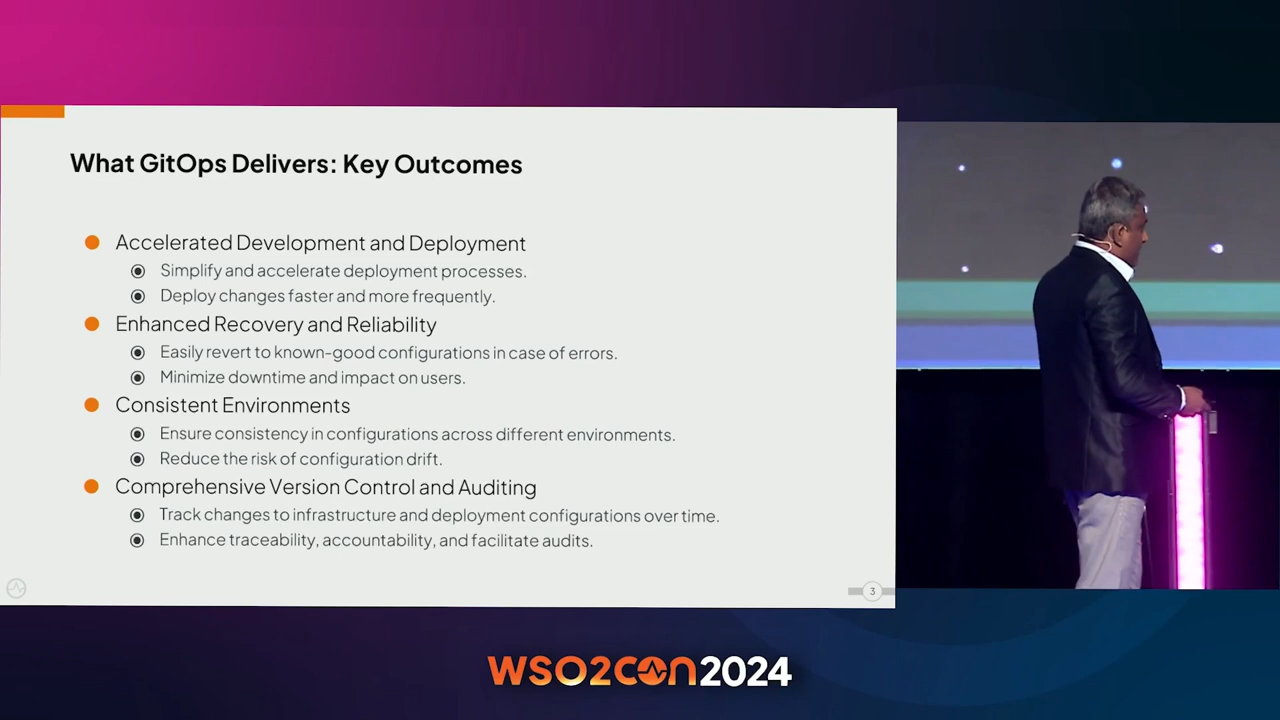 What GitOps Delivers: Key Outcomes
Accelerated Development and Deployment
Simplify and accelerate deployment processes.
Deploy changes faster and more frequently.
Enhanced Recovery and Reliability
Easily revert to known-good configurations in case of errors.
Minimize downtime and impact on users.
Consistent Environments
Ensure consistency in configurations across different environments.
Reduce the risk of configuration drift.
Comprehensive Version Control and Auditing
Track changes to infrastructure and deployment configurations over time.
Enhance traceability, accountability, and facilitate audits.
3
WSO2CON2024